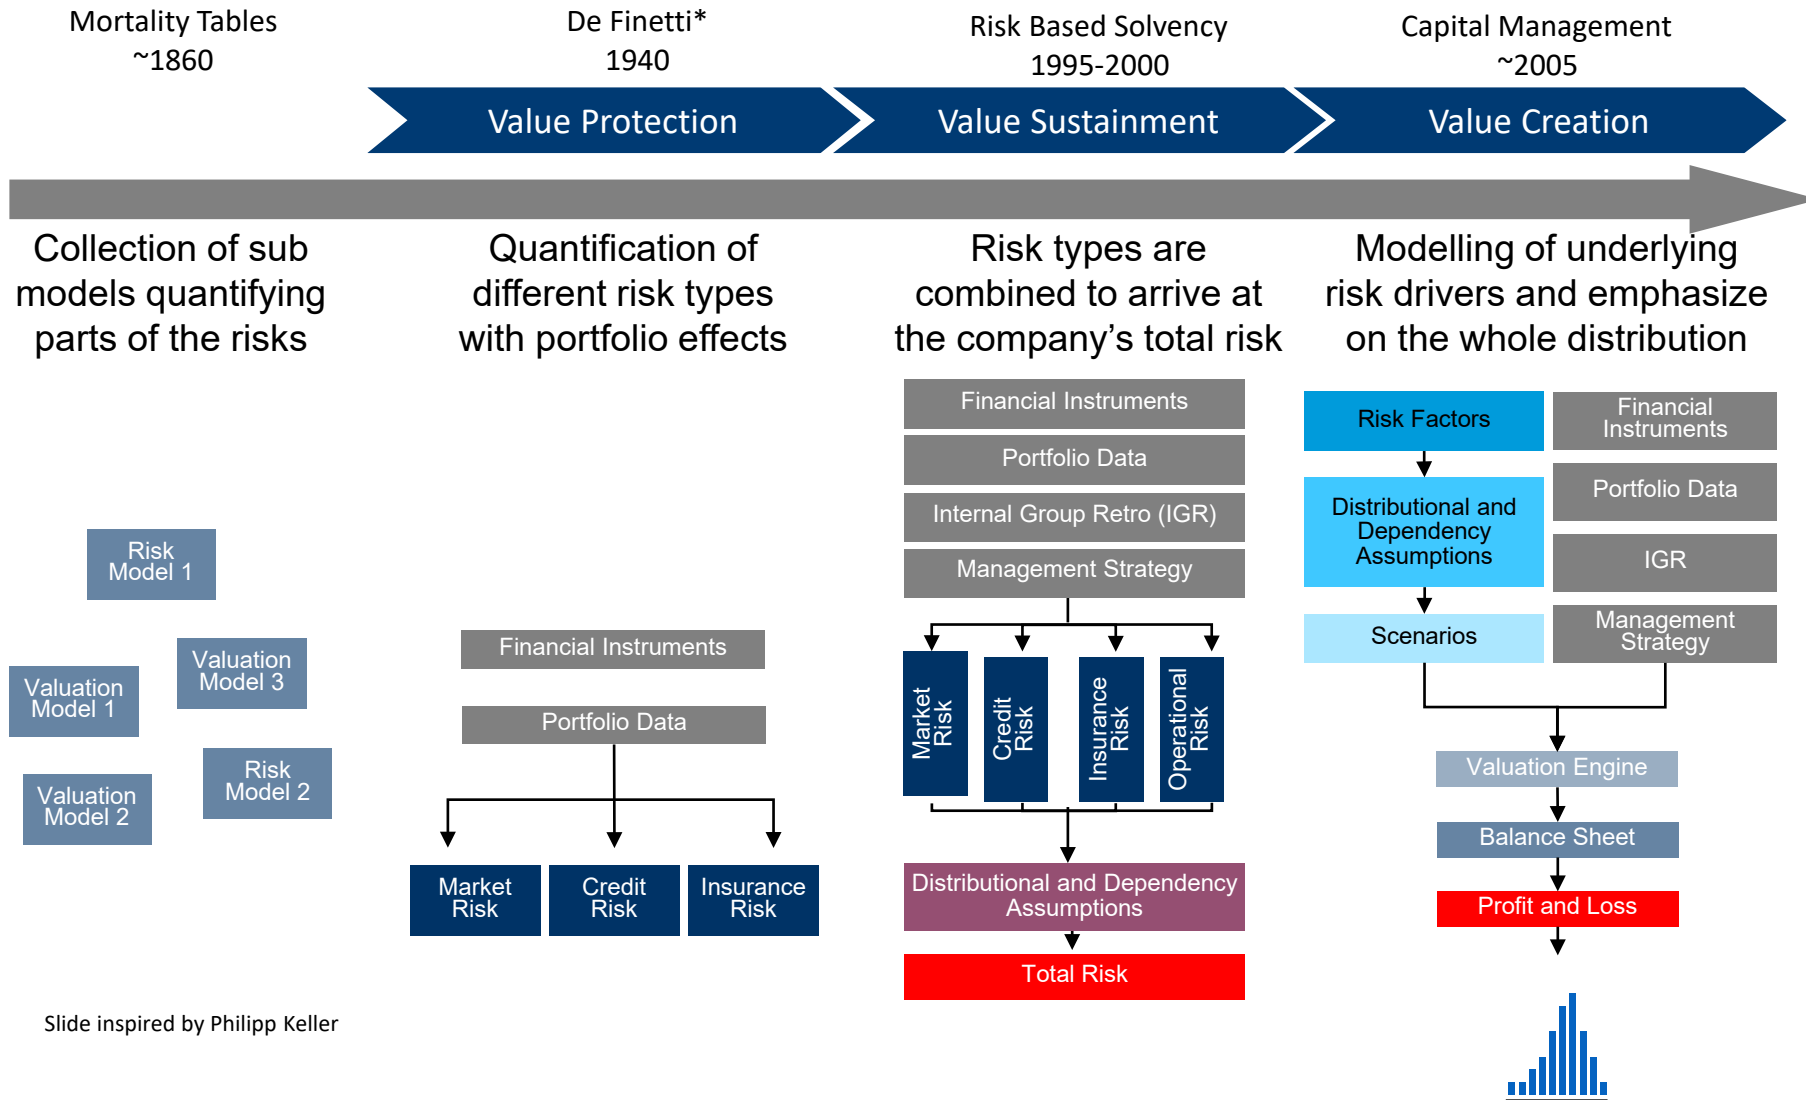 Mortality Tables
~1860
De Finetti*
1940
Risk Based Solvency
1995-2000
Capital Management
~2005
Value Protection
Value Sustainment
Value Creation
Collection of sub
models quantifying
parts of the risks
Quantification of
different risk types
with portfolio effects
Risk types are
combined to arrive at
the company’s total risk
Modelling of underlying
risk drivers and emphasize
on the whole distribution
Risk
Model 1
Valuation
Model 3
Valuation
Model 1
Risk
Model 2
Valuation
Model 2
Financial Instruments
Portfolio Data
Market
Risk
Credit
Risk
Insurance
Risk
Financial Instruments
Portfolio Data
Internal Group Retro (IGR)
Management Strategy
Market
Risk
Credit
Risk
Insurance
Risk
Operational
Risk
Distributional and Dependency
Assumptions
Total Risk
Risk Factors
Distributional and
Dependency
Assumptions
Scenarios
Financial
Instruments
Portfolio Data
IGR
Management
Strategy
Valuation Engine
Balance Sheet
Profit and Loss
Slide inspired by Philipp Keller